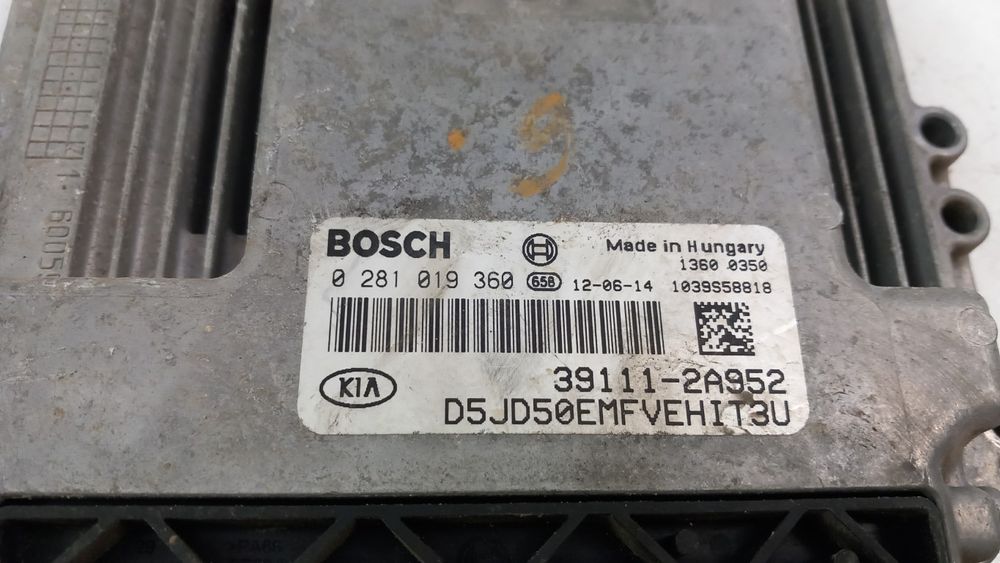 BOSCH
Made in Hungary
1360 0350
0 281 019 360 658 12-06-14 1039S58818
KIA
39111-2A952
D5JD50EMFVEHIT3U
>PA66